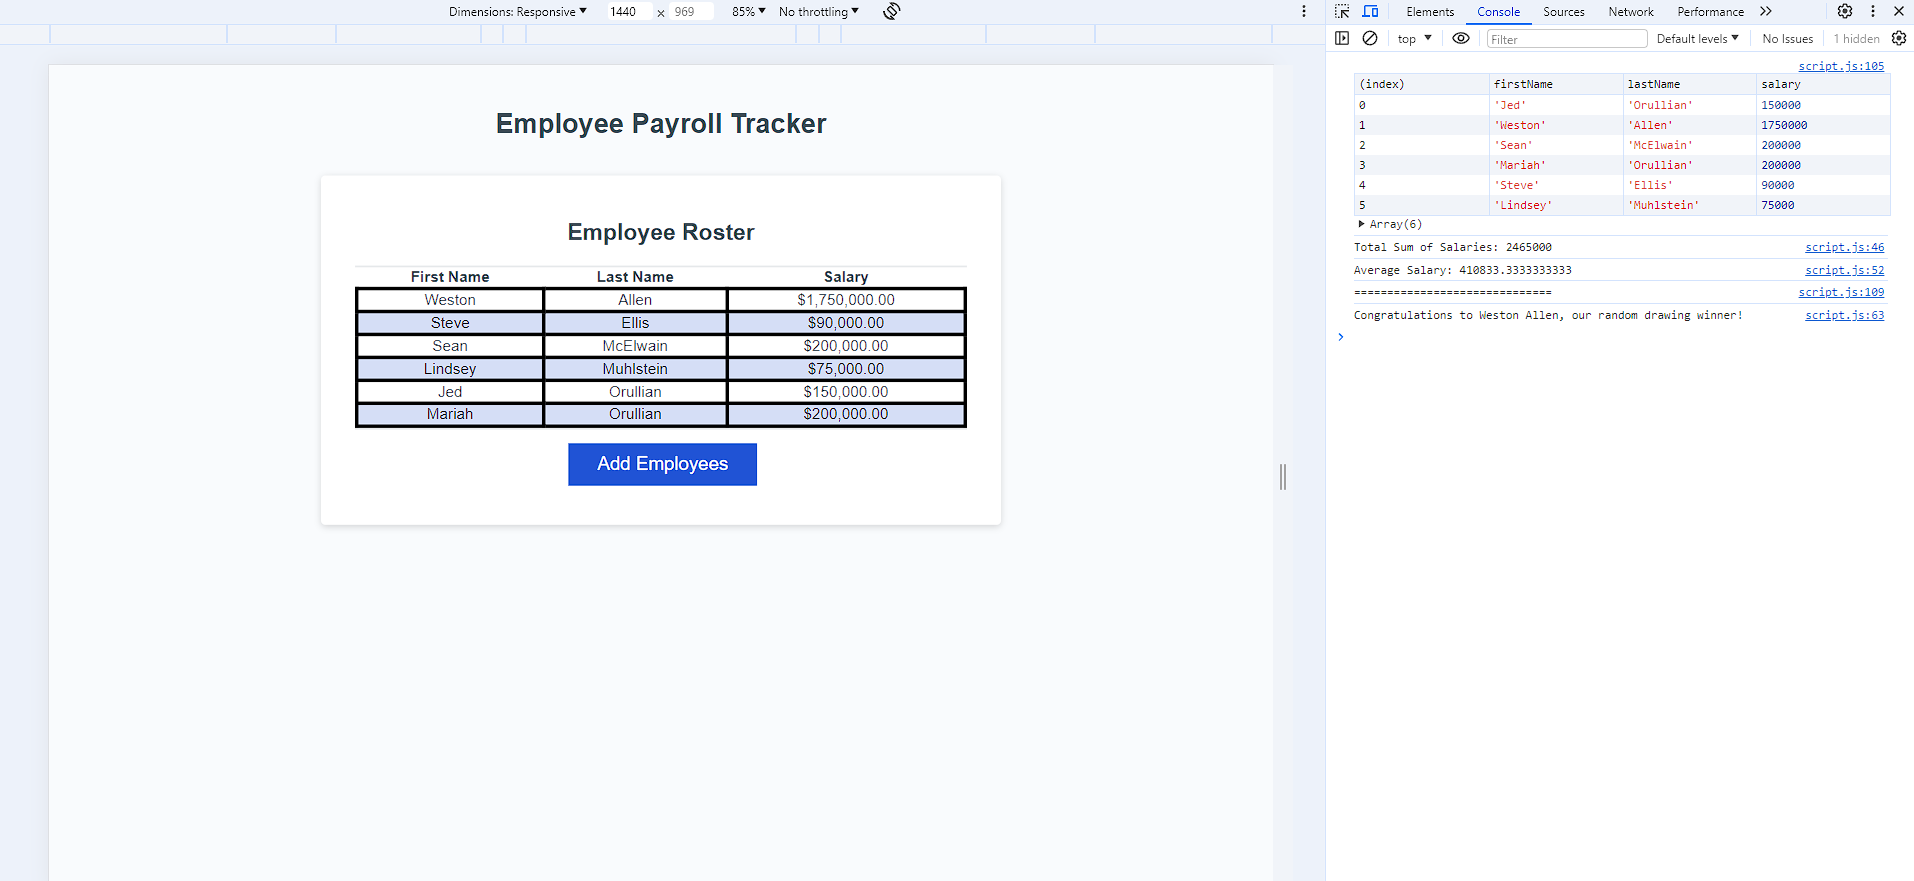 Dimensions: Responsive 1440 x 969 85% No throttling
Elements Console Sources Network Performance
top Filter Default levels No Issues 1 hidden
Employee Payroll Tracker
Employee Roster
First Name Last Name Salary
Weston Allen $1,750,000.00
Steve Ellis $90,000.00
Sean McElwain $200,000.00
Lindsey Muhlstein $75,000.00
Jed Orullian $150,000.00
Mariah Orullian $200,000.00
Add Employees
script.js:105
(index) firstName lastName salary
0 'Jed' 'Orullian' 150000
1 'Weston' 'Allen' 1750000
2 'Sean' 'McElwain' 200000
3 'Mariah' 'Orullian' 200000
4 'Steve' 'Ellis' 90000
5 'Lindsey' 'Muhlstein' 75000
Array(6)
Total Sum of Salaries: 2465000 script.js:46
Average Salary: 410833.3333333333 script.js:52
============================== script.js:109
Congratulations to Weston Allen, our random drawing winner! script.js:63